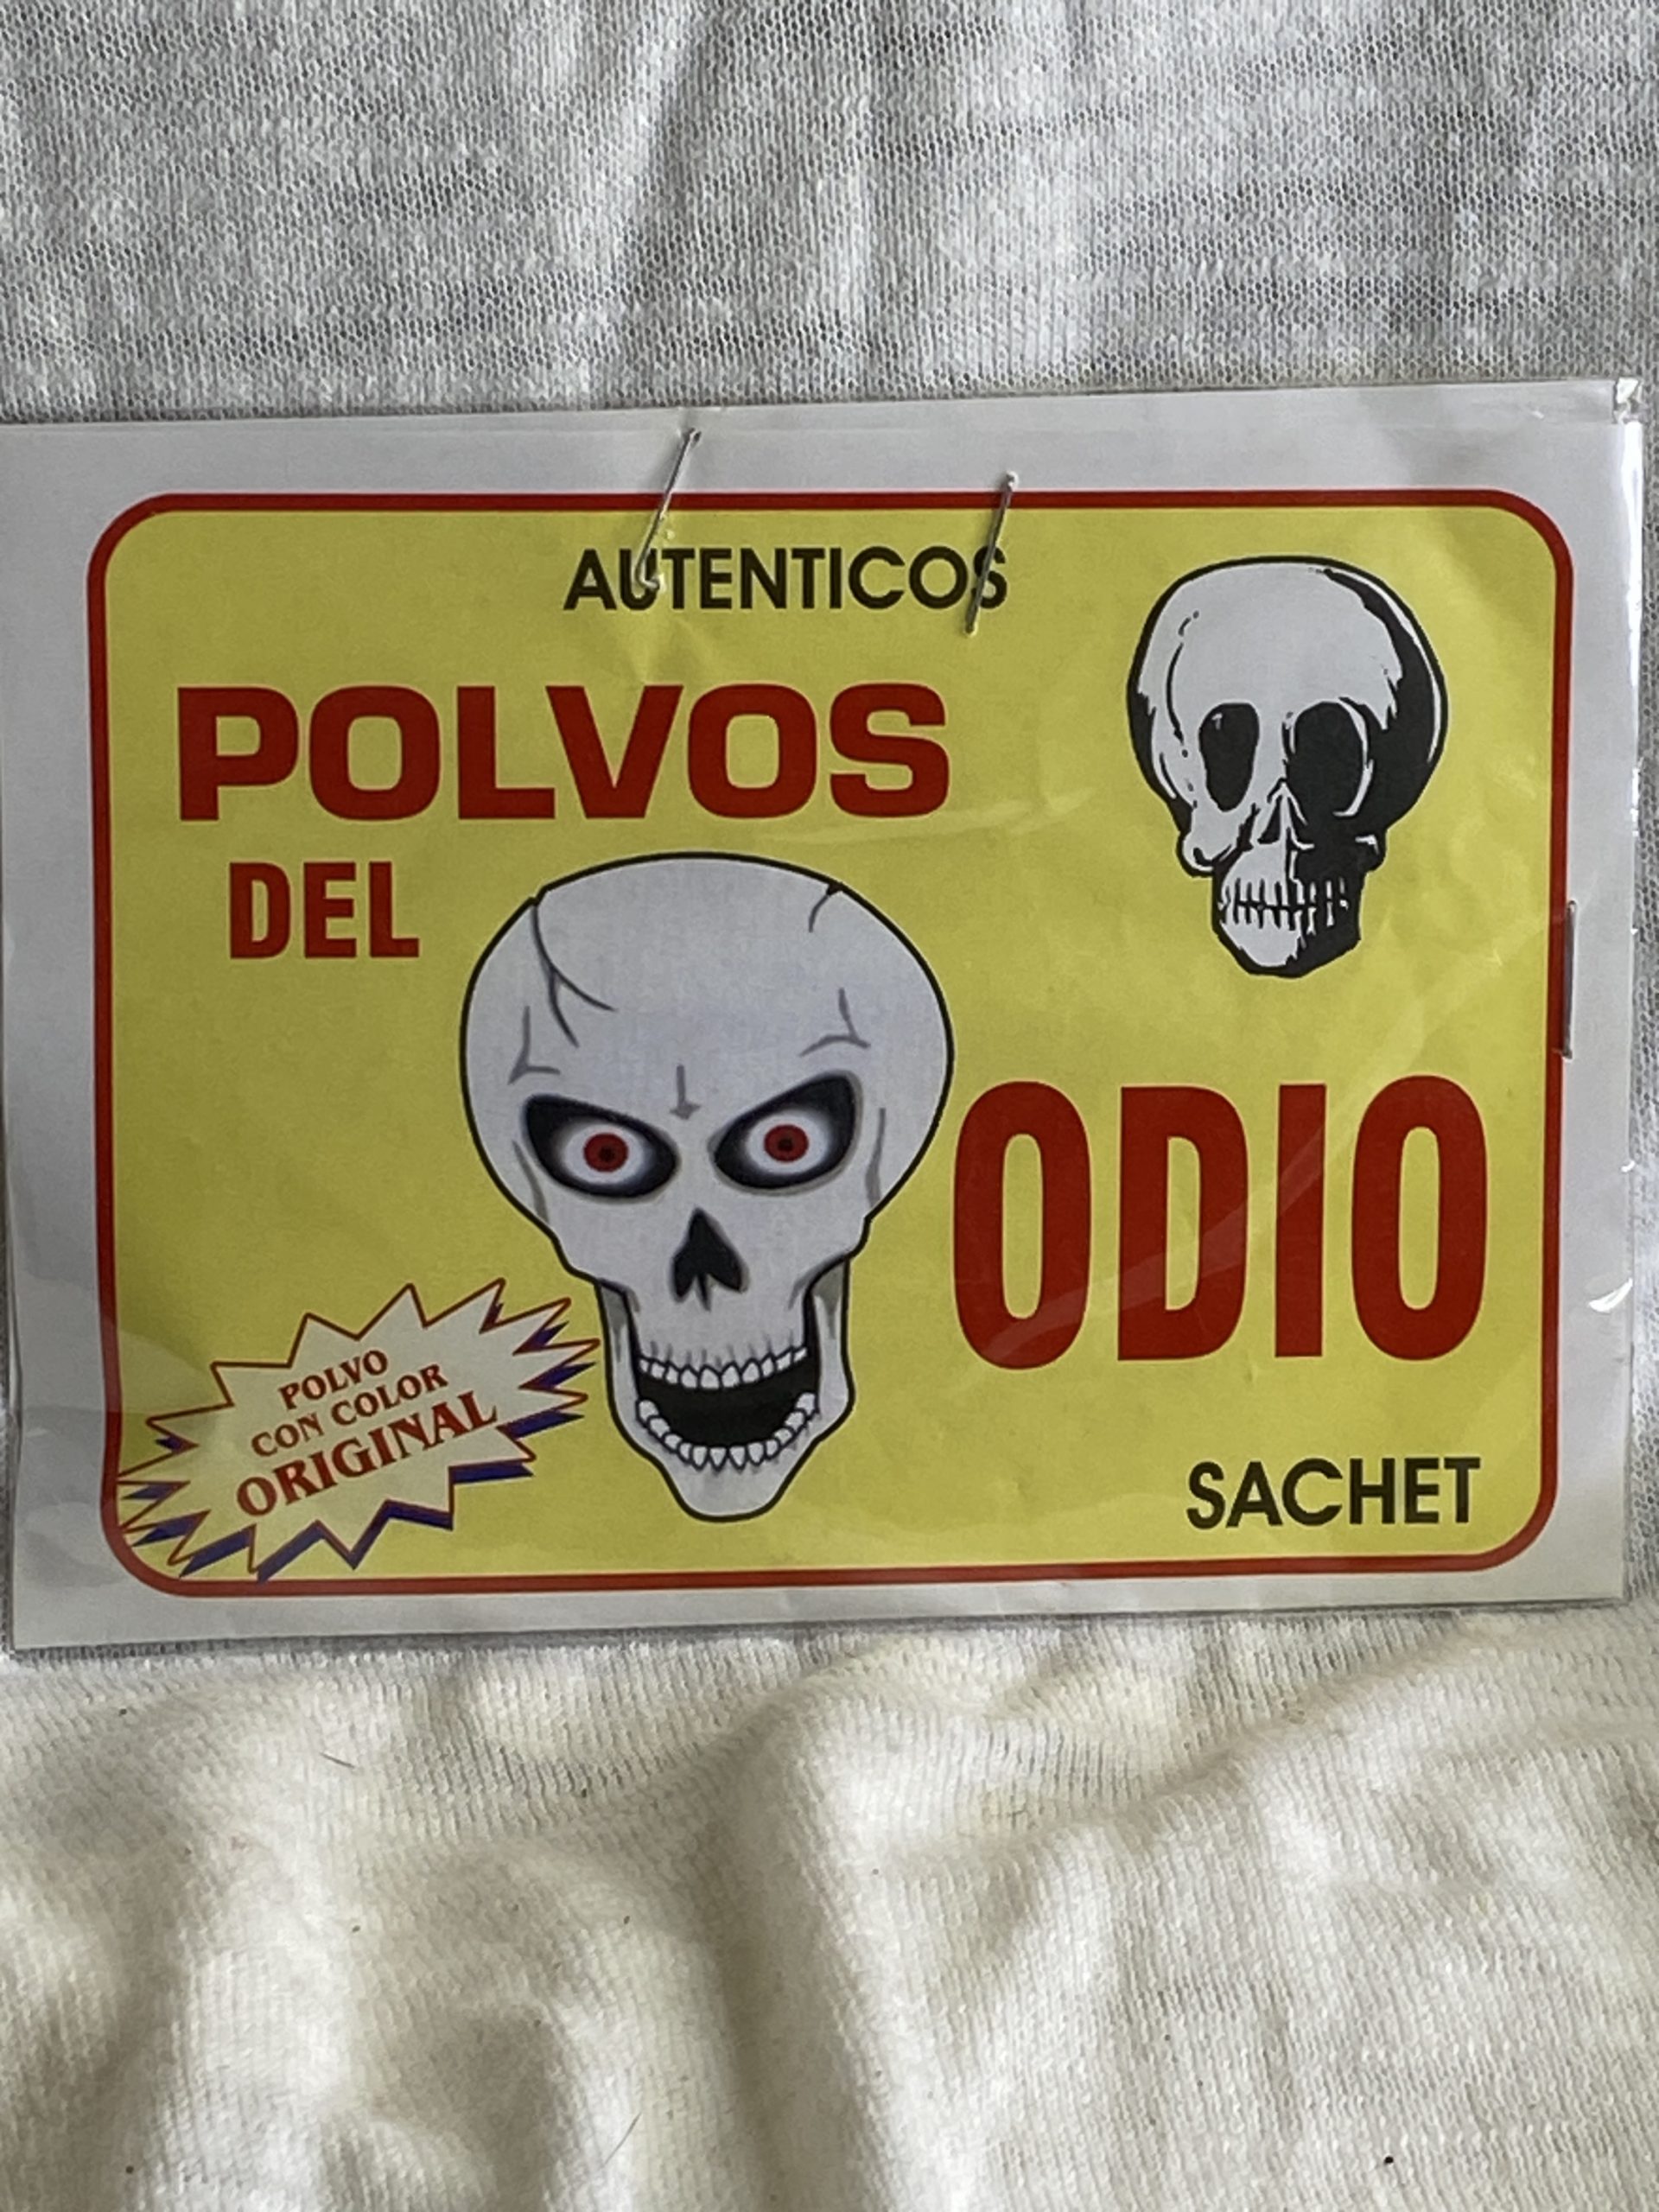 AUTENTICOS
POLVOS
DEL
ODIO
POLVO
CON COLOR
ORIGINAL
SACHET